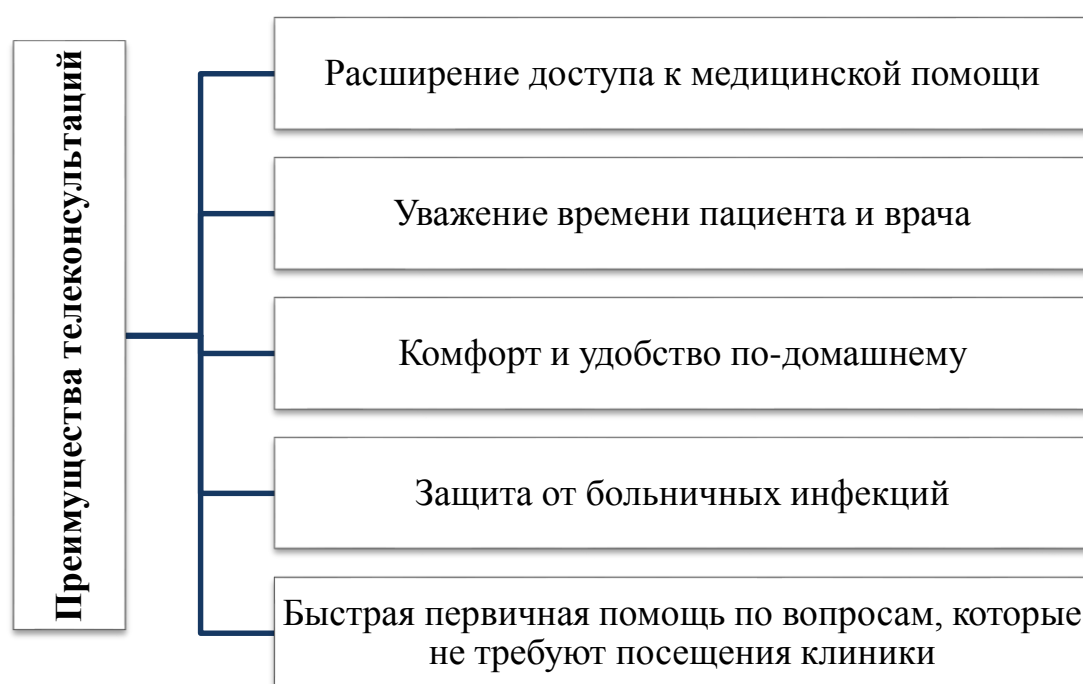 Преимущества телеконсультаций
Расширение доступа к медицинской помощи
Уважение времени пациента и врача
Комфорт и удобство по-домашнему
Защита от больничных инфекций
Быстрая первичная помощь по вопросам, которые
не требуют посещения клиники